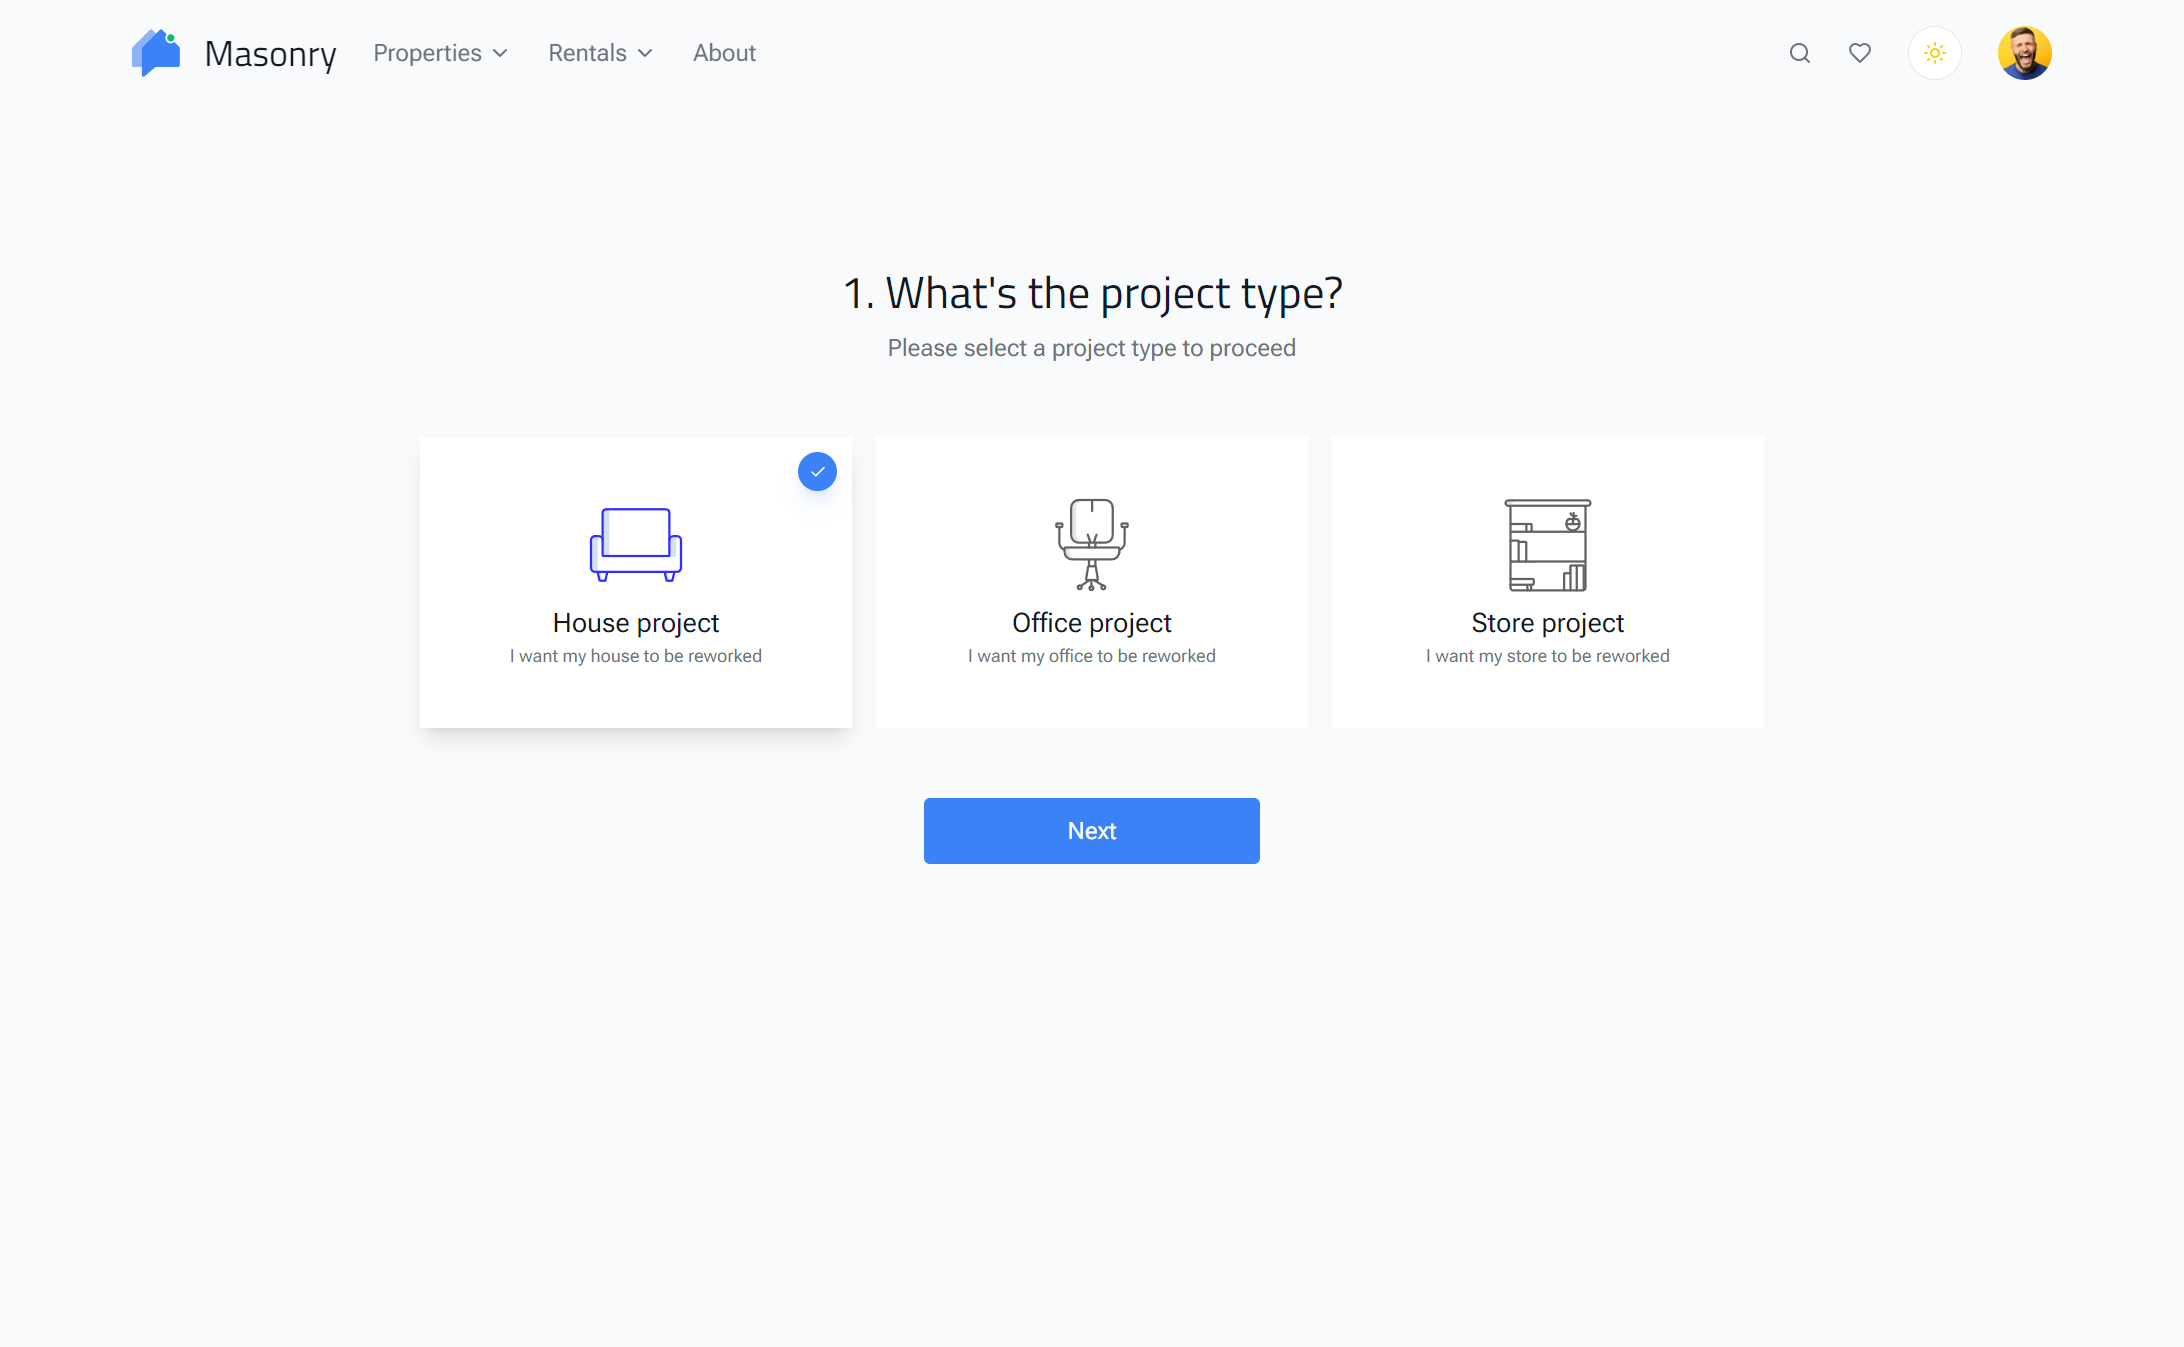 Masonry
Properties
Rentals
About
1. What's the project type?
Please select a project type to proceed
House project
I want my house to be reworked
Office project
I want my office to be reworked
Store project
I want my store to be reworked
Next